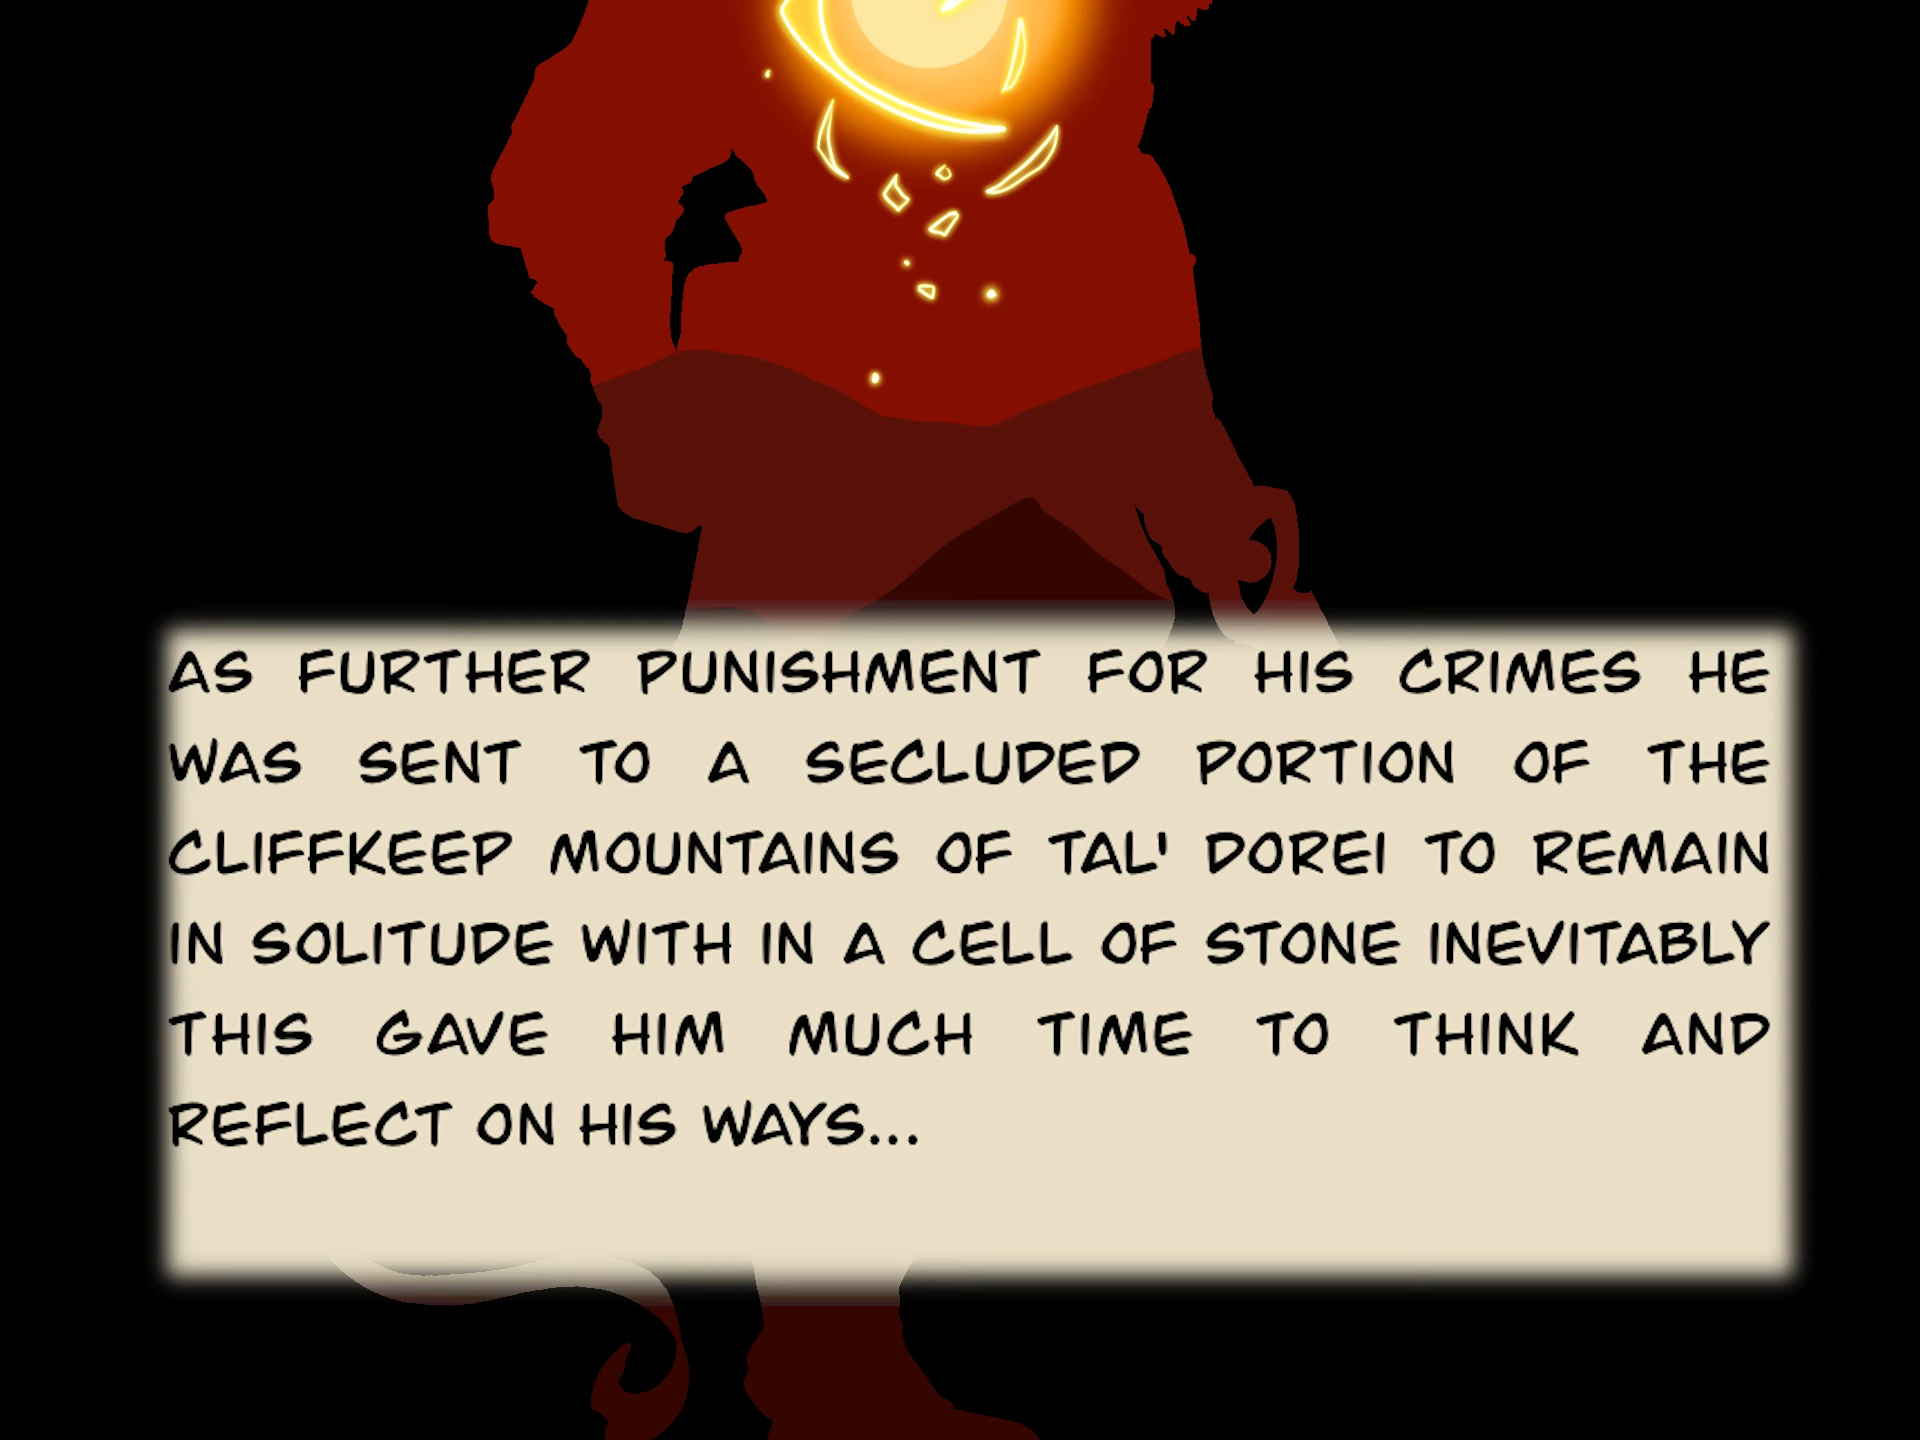 AS FURTHER PUNISHMENT FOR HIS CRIMES HE
WAS SENT TO A SECLUDED PORTION OF THE
CLIFFKEEP MOUNTAINS OF TAL' DOREI TO REMAIN
IN SOLITUDE WITH IN A CELL OF STONE INEVITABLY
THIS GAVE HIM MUCH TIME TO THINK AND
REFLECT ON HIS WAYS...